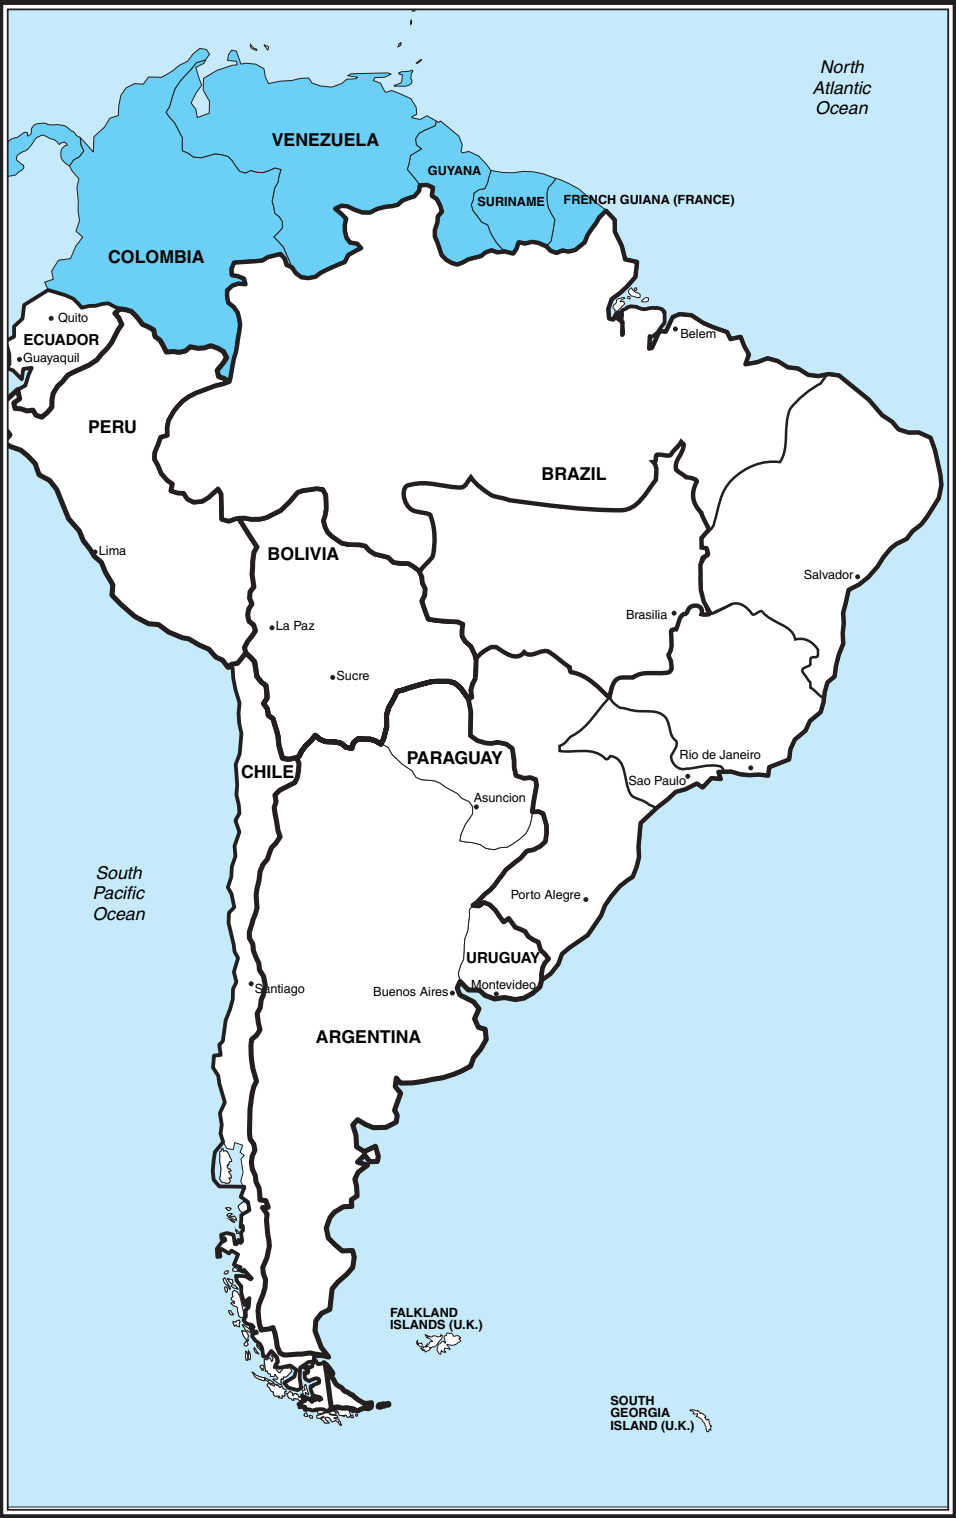 North
Atlantic
Ocean
VENEZUELA
GUYANA
SURINAME
FRENCH GUIANA (FRANCE)
COLOMBIA
Quito
ECUADOR
Guayaquil
Belem
PERU
BRAZIL
Lima
BOLIVIA
Salvador
La Paz
Brasilia
Sucre
CHILE
PARAGUAY
Rio de Janeiro
Sao Paulo
Asuncion
South
Pacific
Ocean
Porto Alegre
URUGUAY
Santiago
Buenos Aires
Montevideo
ARGENTINA
FALKLAND
ISLANDS (U.K.)
SOUTH
GEORGIA
ISLAND (U.K.)